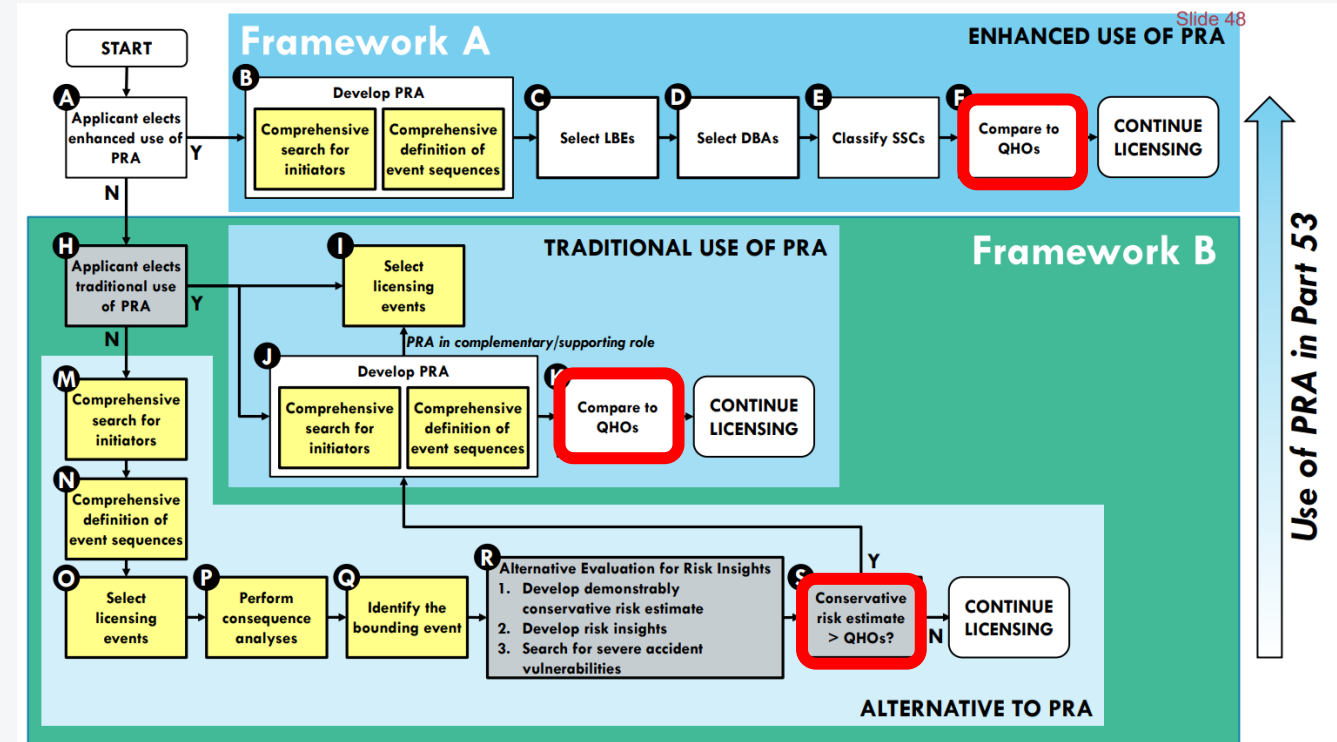 Slide 48
START
Framework A
ENHANCED USE OF PRA
A
Applicant elects
enhanced use of
PRA
Y
N
B
Develop PRA
Comprehensive
search for
initiators
Comprehensive
definition of
event sequences
C
Select LBEs
D
Select DBAs
E
Classify SSCs
F
Compare to
QHOs
CONTINUE
LICENSING
Framework B
H
Applicant elects
traditional use
of PRA
Y
N
TRADITIONAL USE OF PRA
I
Select
licensing
events
PRA in complementary/supporting role
J
Develop PRA
Comprehensive
search for
initiators
Comprehensive
definition of
event sequences
K
Compare to
QHOs
CONTINUE
LICENSING
M
Comprehensive
search for
initiators
N
Comprehensive
definition of
event sequences
O
Select
licensing
events
P
Perform
consequence
analyses
Q
Identify the
bounding event
R
Alternative Evaluation for Risk Insights
1. Develop demonstrably
conservative risk estimate
2. Develop risk insights
3. Search for severe accident
vulnerabilities
S
Conservative
risk estimate
> QHOs?
Y
N
CONTINUE
LICENSING
ALTERNATIVE TO PRA
Use of PRA in Part 53